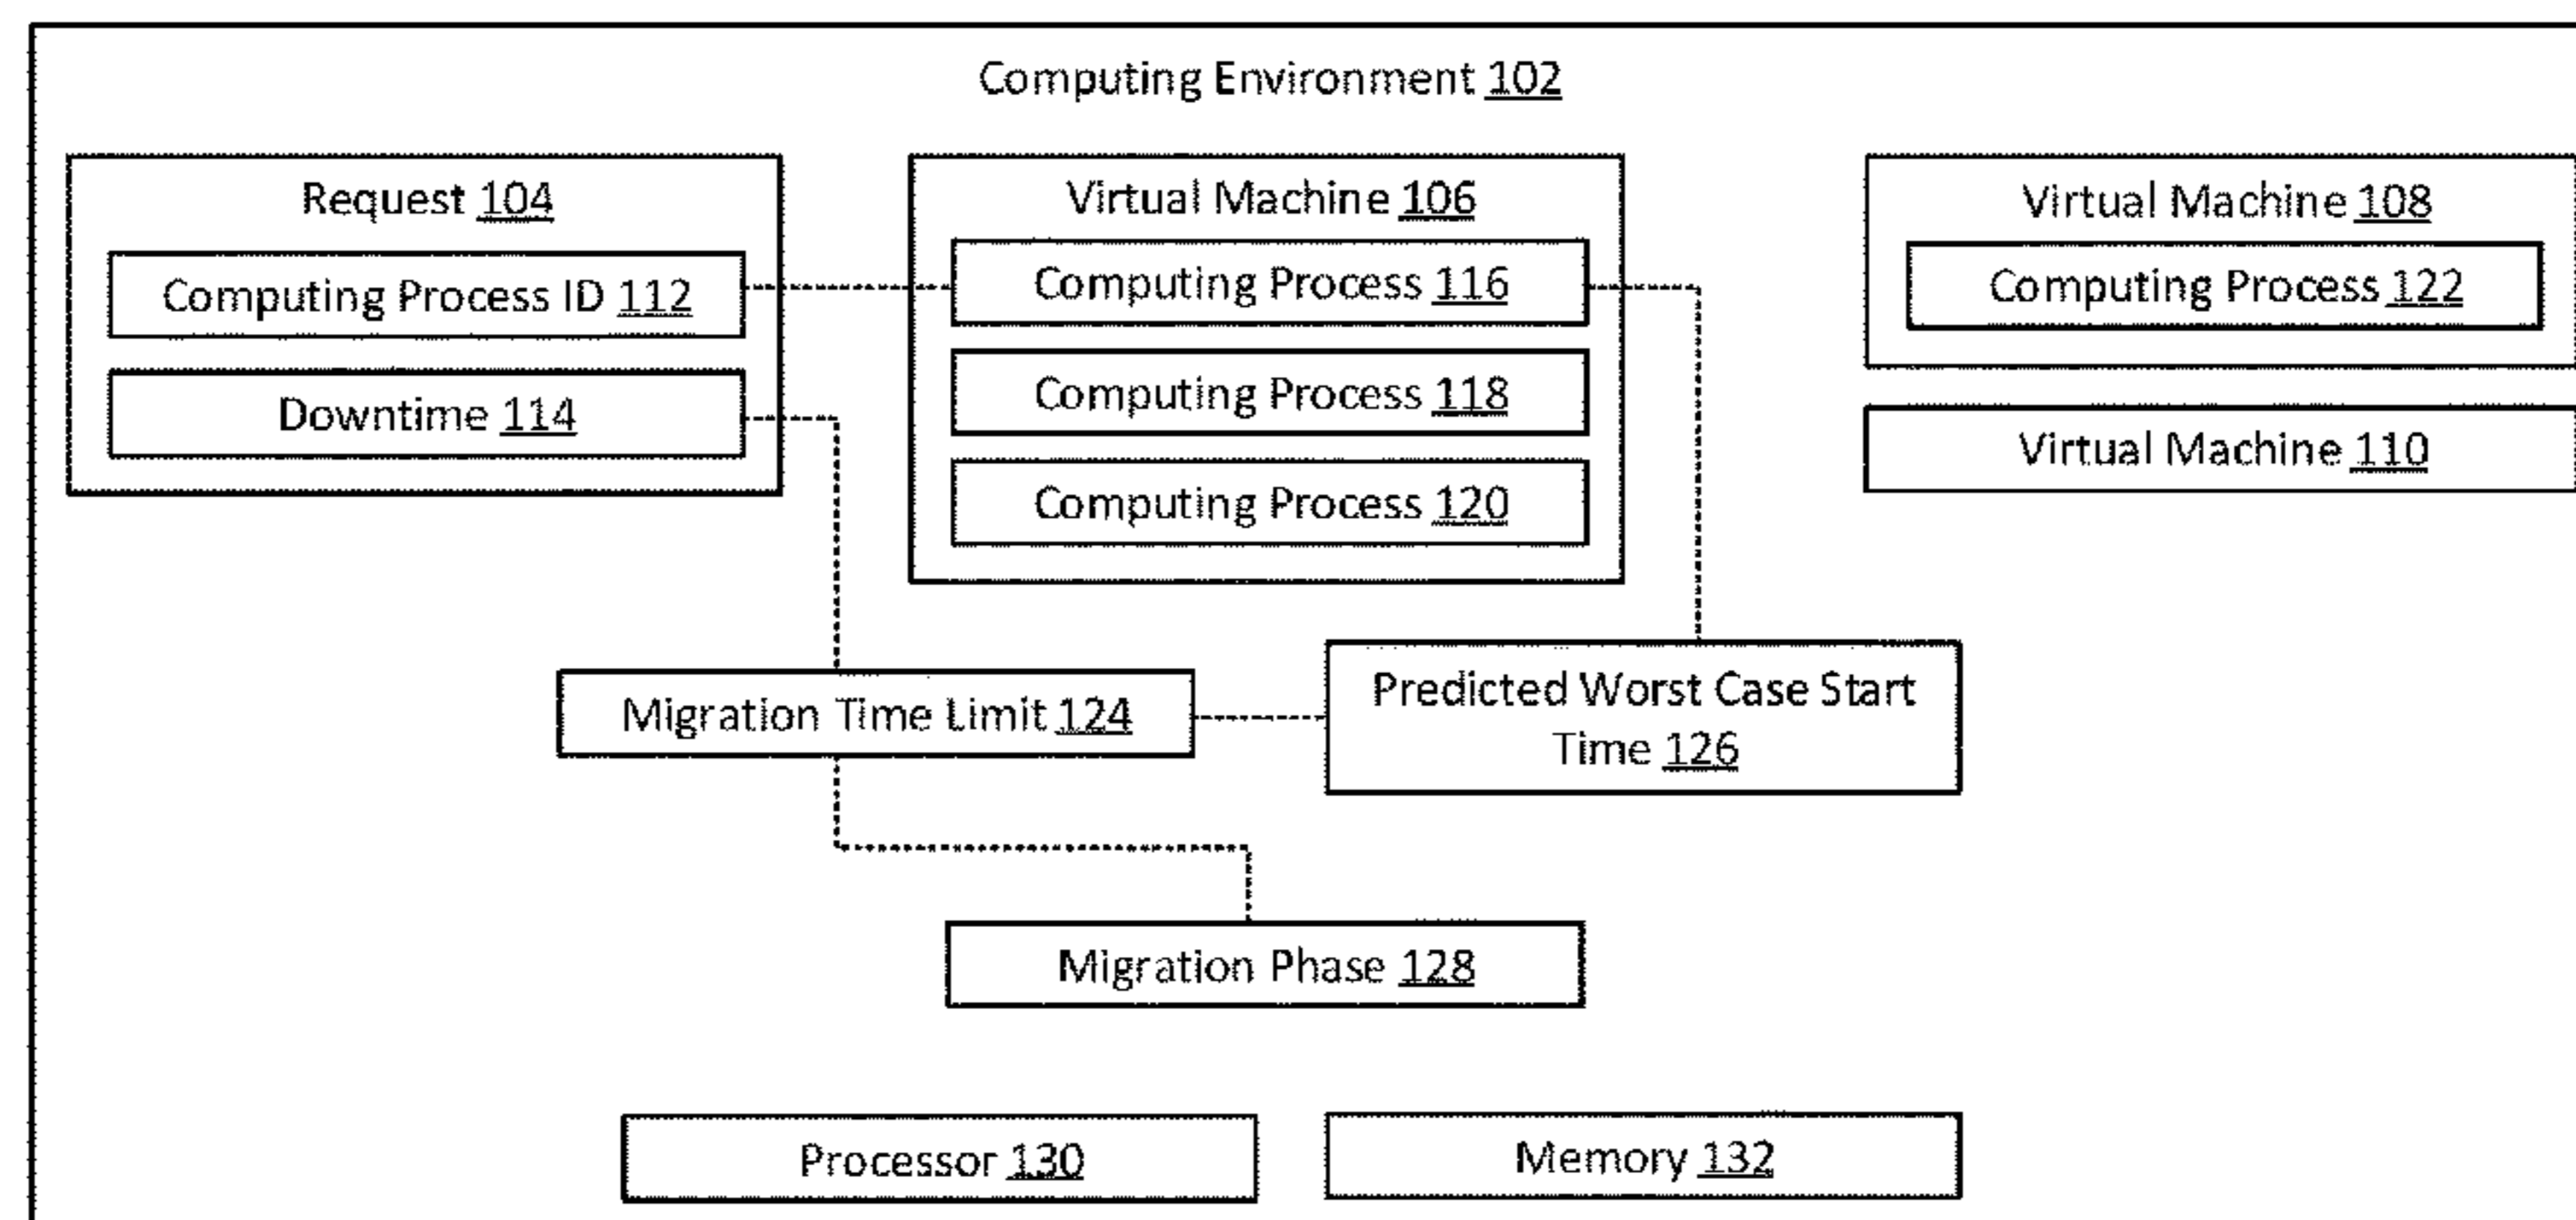 Computing Environment 102
Request 104
Computing Process ID 112
Downtime 114
Virtual Machine 106
Computing Process 116
Computing Process 118
Computing Process 120
Virtual Machine 108
Computing Process 122
Virtual Machine 110
Migration Time Limit 124
Predicted Worst Case Start
Time 126
Migration Phase 128
Processor 130
Memory 132